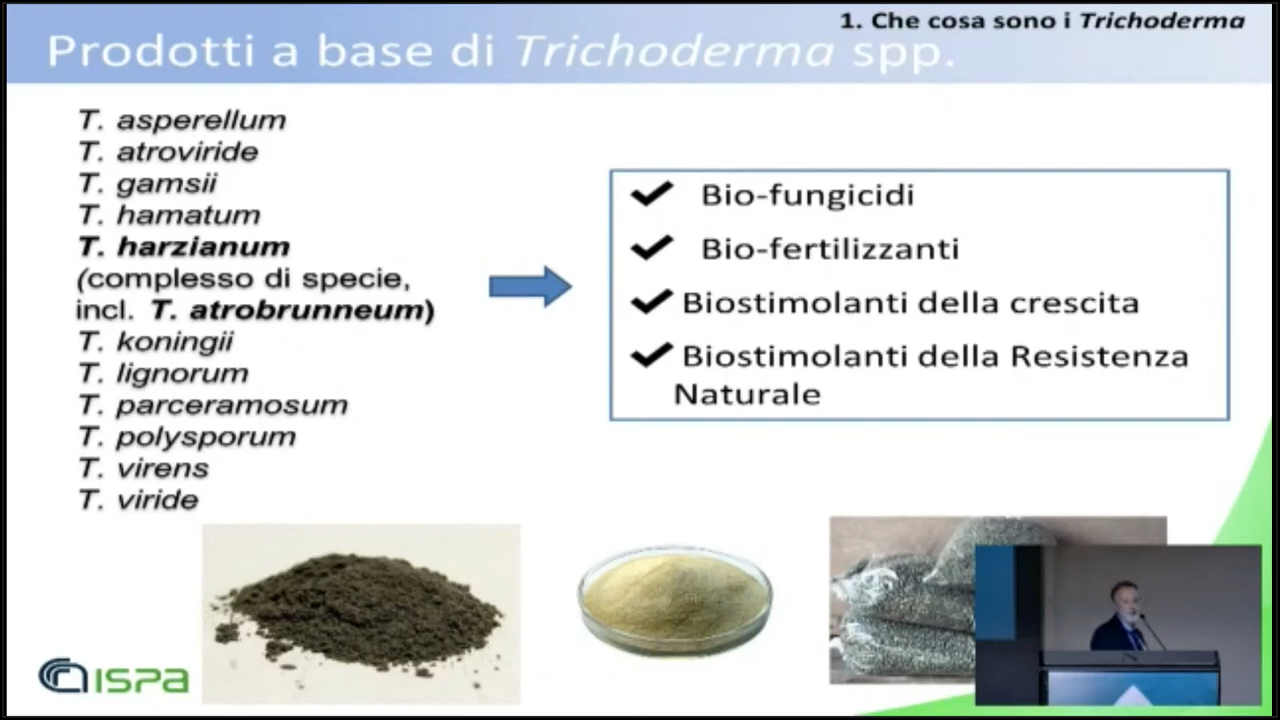 1. Che cosa sono i Trichoderma
Prodotti a base di Trichoderma spp.
T. asperellum
T. atroviride
T. gamsii
T. hamatum
T. harzianum
(complesso di specie,
incl. T. atrobrunneum)
T. koningii
T. lignorum
T. parceramosum
T. polysporum
T. virens
T. viride
✔ Bio-fungicidi
✔ Bio-fertilizzanti
✔ Biostimolanti della crescita
✔ Biostimolanti della Resistenza
Naturale
ISPA